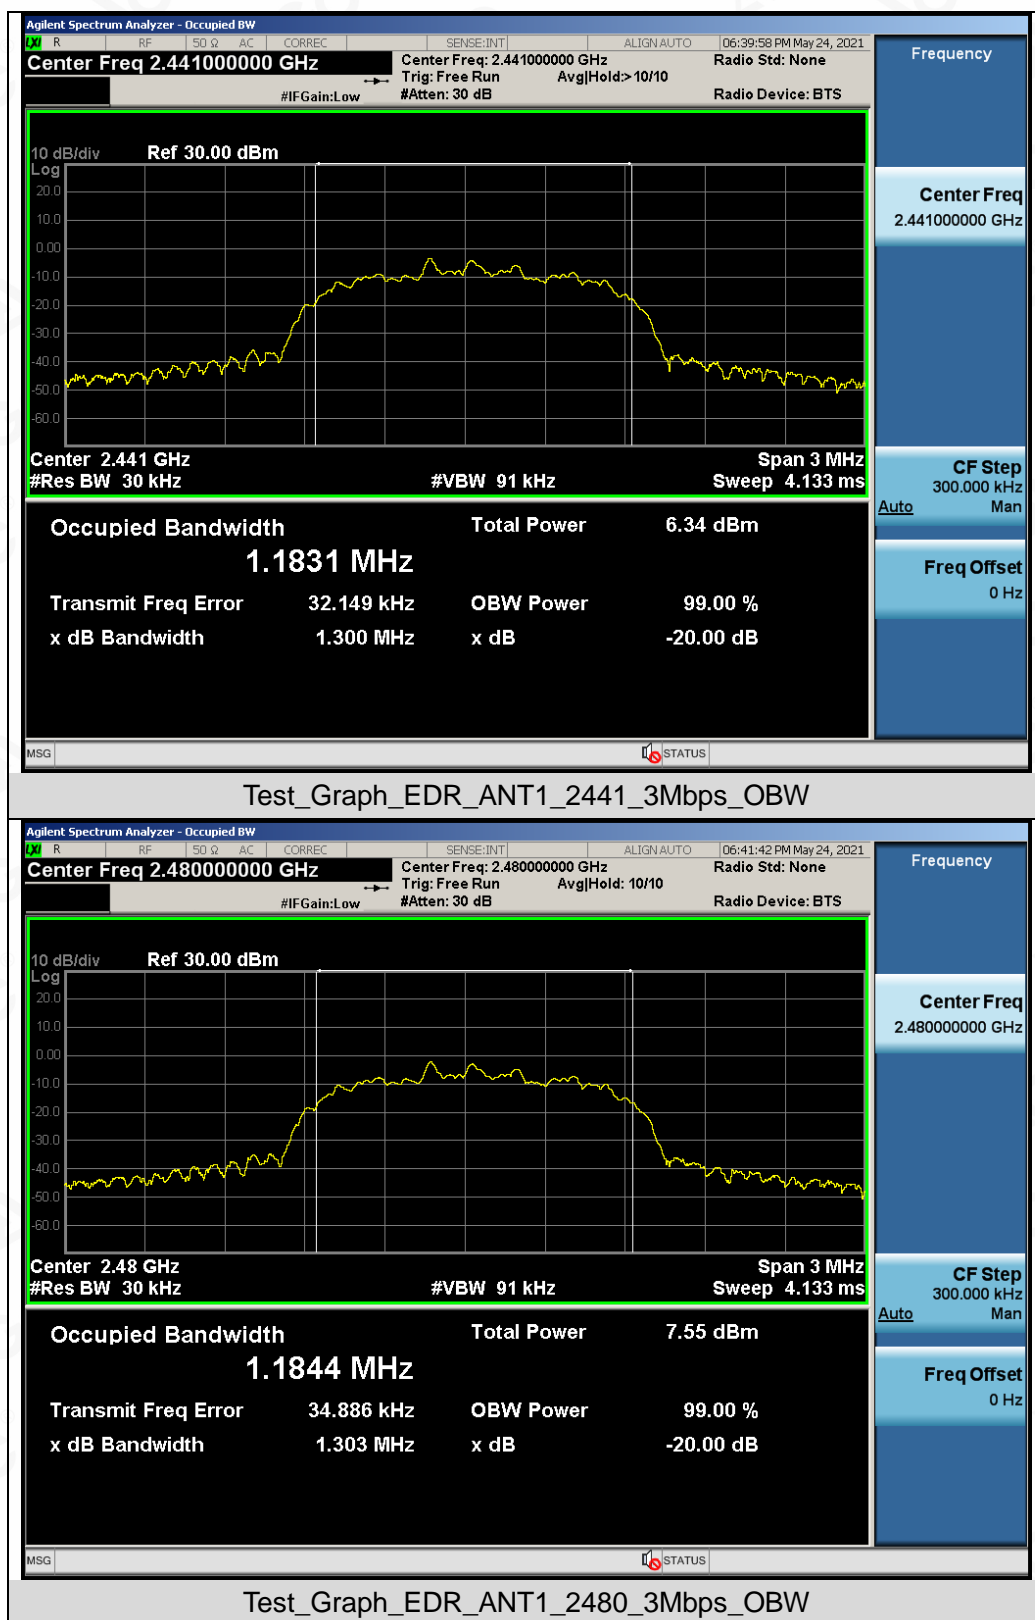 Agilent Spectrum Analyzer - Occupied BW
LXI R RF 50 Ω AC CORREC SENSE:INT ALIGN AUTO 06:39:58 PM May 24, 2021
Center Freq 2.441000000 GHz
Center Freq: 2.441000000 GHz Radio Std: None
Trig: Free Run Avg|Hold:> 10/10
#IFGain:Low #Atten: 30 dB Radio Device: BTS
10 dB/div Ref 30.00 dBm
Log
20.0
10.0
0.00
-10.0
-20.0
-30.0
-40.0
-50.0
-60.0
Center 2.441 GHz Span 3 MHz
#Res BW 30 kHz #VBW 91 kHz Sweep 4.133 ms
Occupied Bandwidth Total Power 6.34 dBm
1.1831 MHz
Transmit Freq Error 32.149 kHz OBW Power 99.00 %
x dB Bandwidth 1.300 MHz x dB -20.00 dB
MSG STATUS
Frequency
Center Freq
2.441000000 GHz
CF Step
300.000 kHz
Auto Man
Freq Offset
0 Hz
Test_Graph_EDR_ANT1_2441_3Mbps_OBW
Agilent Spectrum Analyzer - Occupied BW
LXI R RF 50 Ω AC CORREC SENSE:INT ALIGN AUTO 06:41:42 PM May 24, 2021
Center Freq 2.480000000 GHz
Center Freq: 2.480000000 GHz Radio Std: None
Trig: Free Run Avg|Hold: 10/10
#IFGain:Low #Atten: 30 dB Radio Device: BTS
10 dB/div Ref 30.00 dBm
Log
20.0
10.0
0.00
-10.0
-20.0
-30.0
-40.0
-50.0
-60.0
Center 2.48 GHz Span 3 MHz
#Res BW 30 kHz #VBW 91 kHz Sweep 4.133 ms
Occupied Bandwidth Total Power 7.55 dBm
1.1844 MHz
Transmit Freq Error 34.886 kHz OBW Power 99.00 %
x dB Bandwidth 1.303 MHz x dB -20.00 dB
MSG STATUS
Frequency
Center Freq
2.480000000 GHz
CF Step
300.000 kHz
Auto Man
Freq Offset
0 Hz
Test_Graph_EDR_ANT1_2480_3Mbps_OBW